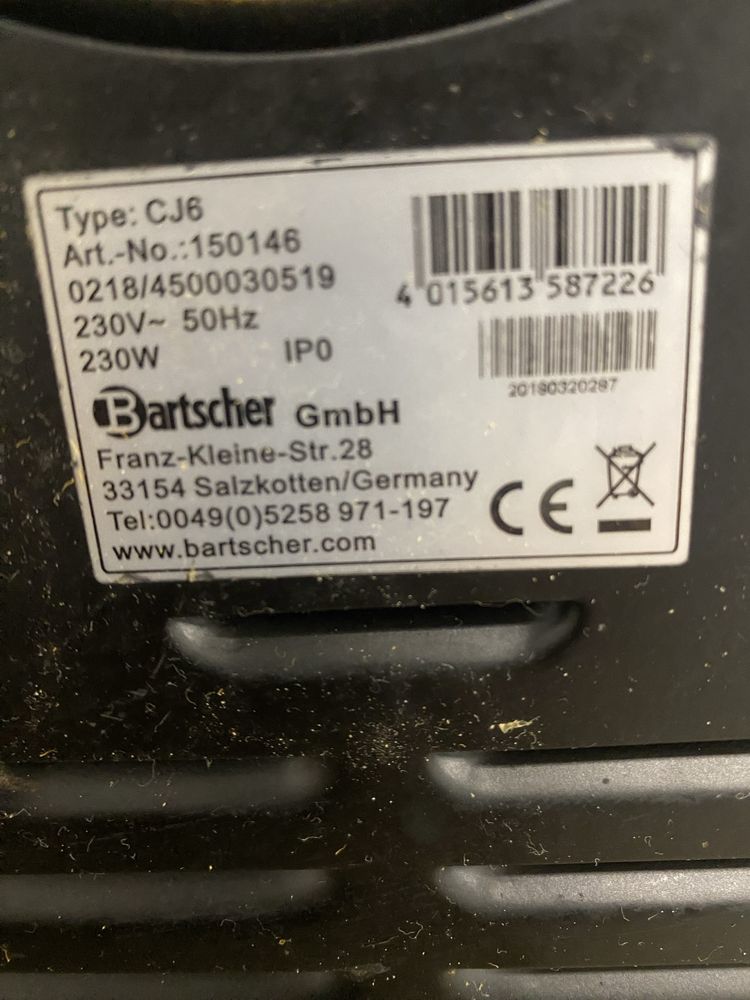 Type: CJ6
Art.-No.:150146
0218/4500030519
230V~ 50Hz
230W IP0
Bartscher GmbH
Franz-Kleine-Str.28
33154 Salzkotten/Germany
Tel:0049(0)5258 971-197
www.bartscher.com
4 015613 587226
20180320287
CE